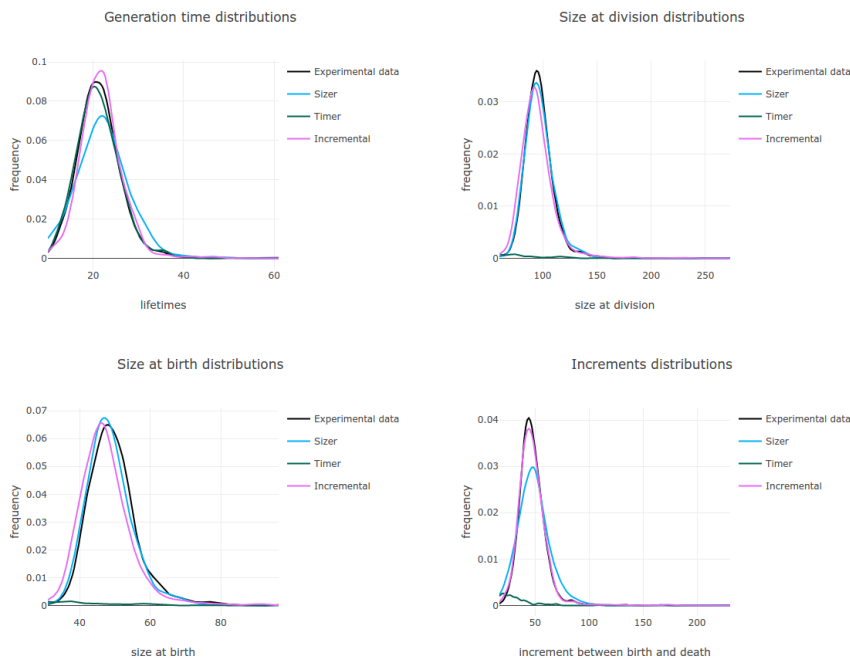 Generation time distributions
0.1
0.08
0.06
0.04
0.02
0
frequency
20
40
60
lifetimes
Experimental data
Sizer
Timer
Incremental
Size at division distributions
0.03
0.02
0.01
0
frequency
100
150
200
250
size at division
Experimental data
Sizer
Timer
Incremental
Size at birth distributions
0.07
0.06
0.05
0.04
0.03
0.02
0.01
0
frequency
40
60
80
size at birth
Experimental data
Sizer
Timer
Incremental
Increments distributions
0.04
0.03
0.02
0.01
0
frequency
50
100
150
200
increment between birth and death
Experimental data
Sizer
Timer
Incremental